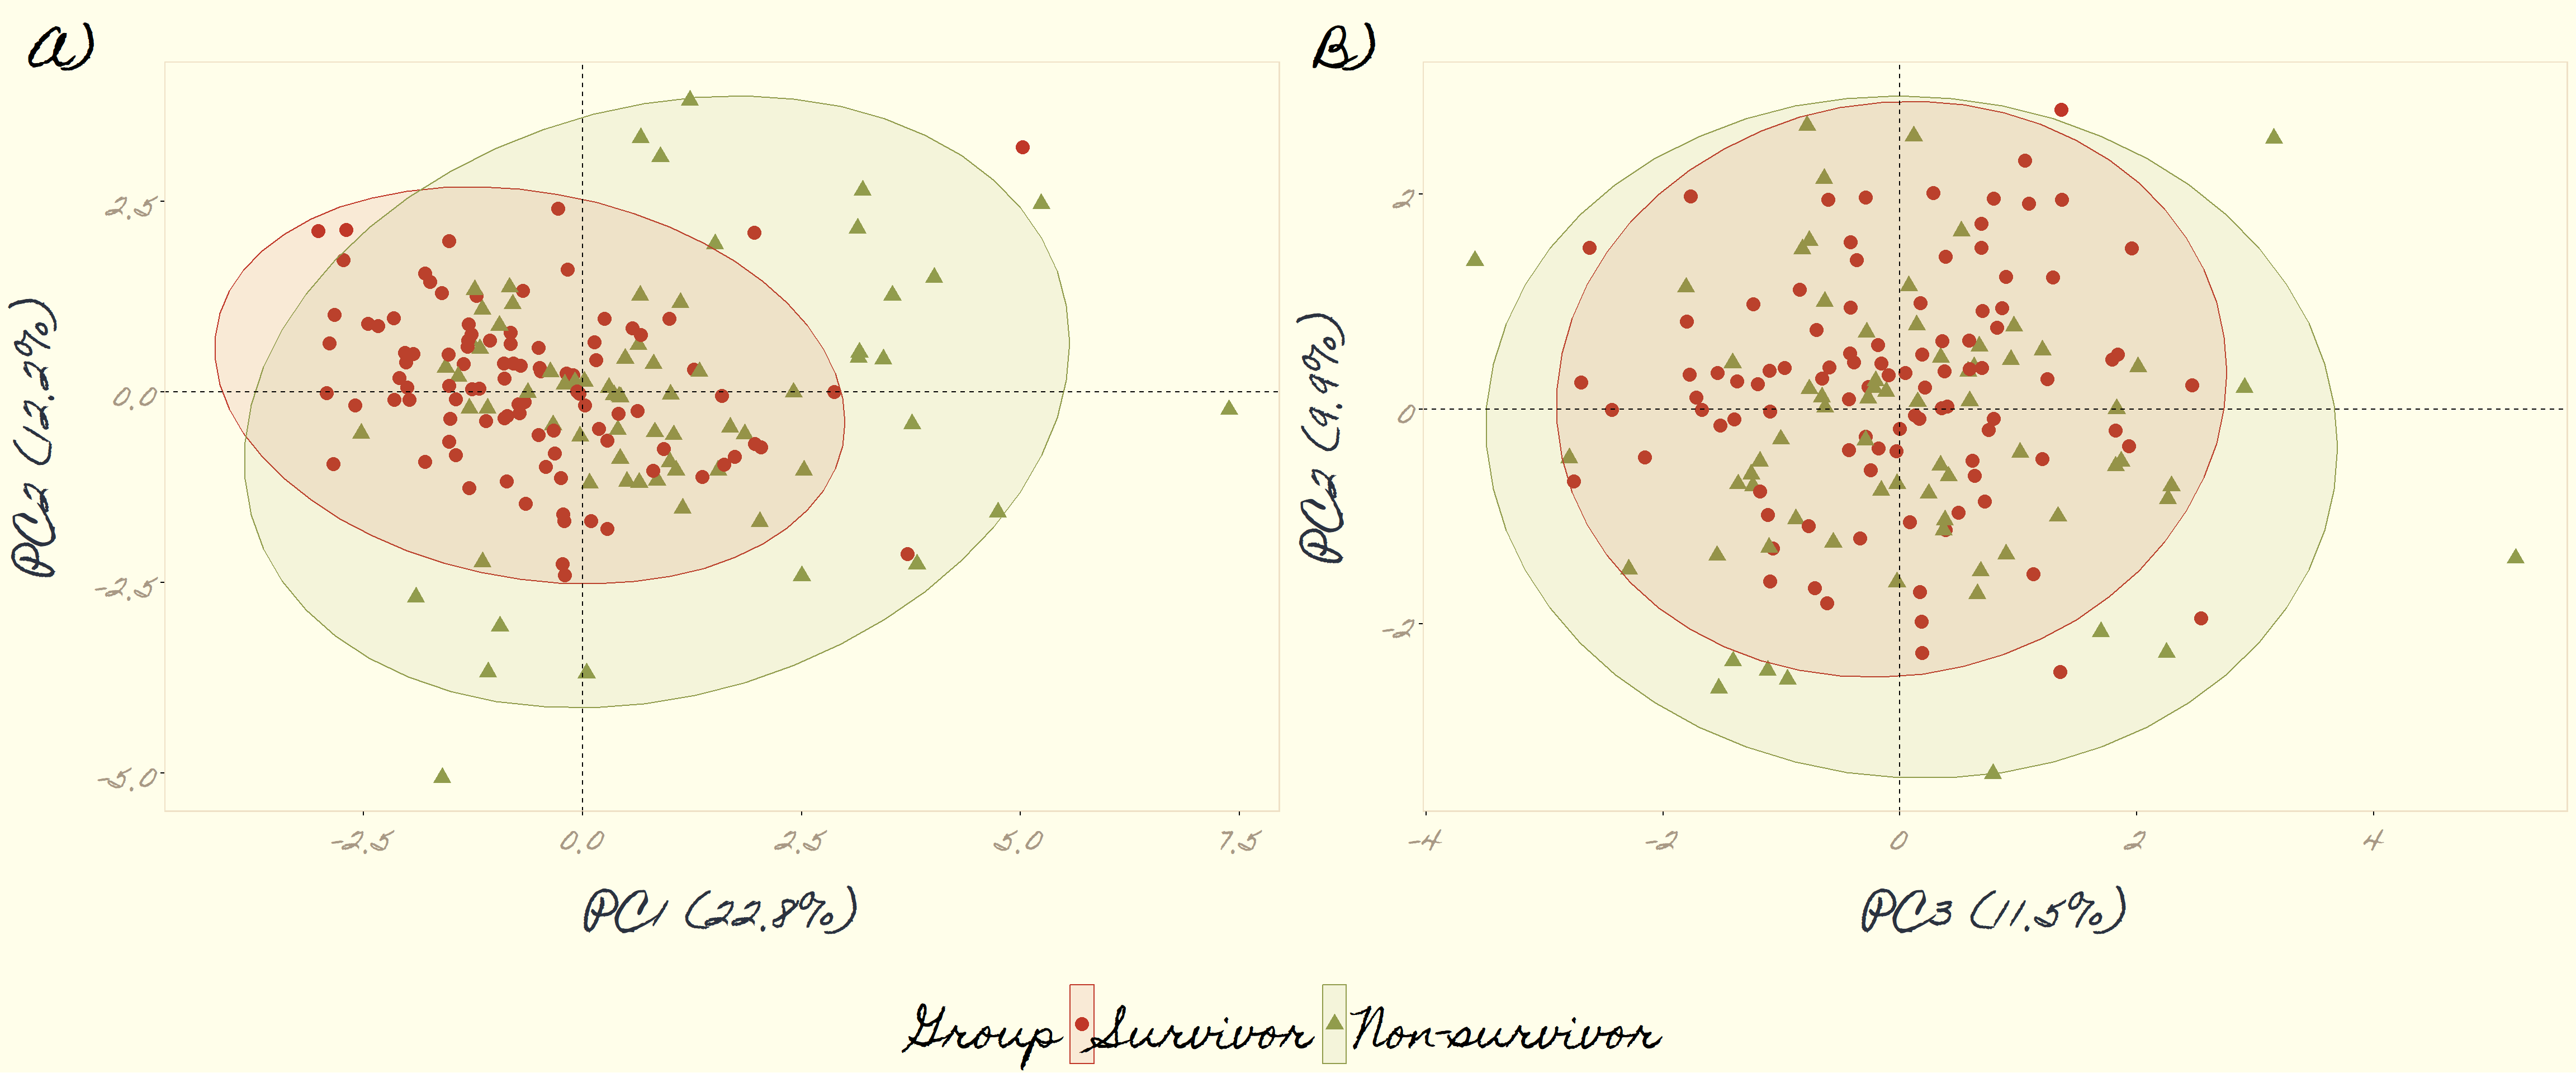 A)
B)
PC2 (12.2%)
2.5
0.0
-2.5
-5.0
-2.5
0.0
2.5
5.0
7.5
PC1 (22.8%)
PC2 (9.9%)
2
0
-2
-4
-2
0
2
4
PC3 (11.5%)
Group Survivor Non-survivor